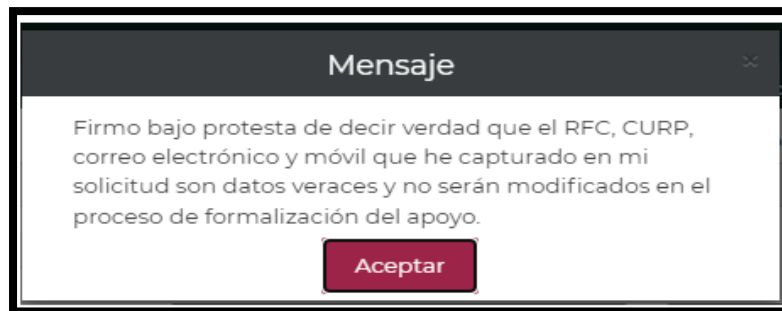 Mensaje
Firmo bajo protesta de decir verdad que el RFC, CURP,
correo electrónico y móvil que he capturado en mi
solicitud son datos veraces y no serán modificados en el
proceso de formalización del apoyo.
Aceptar